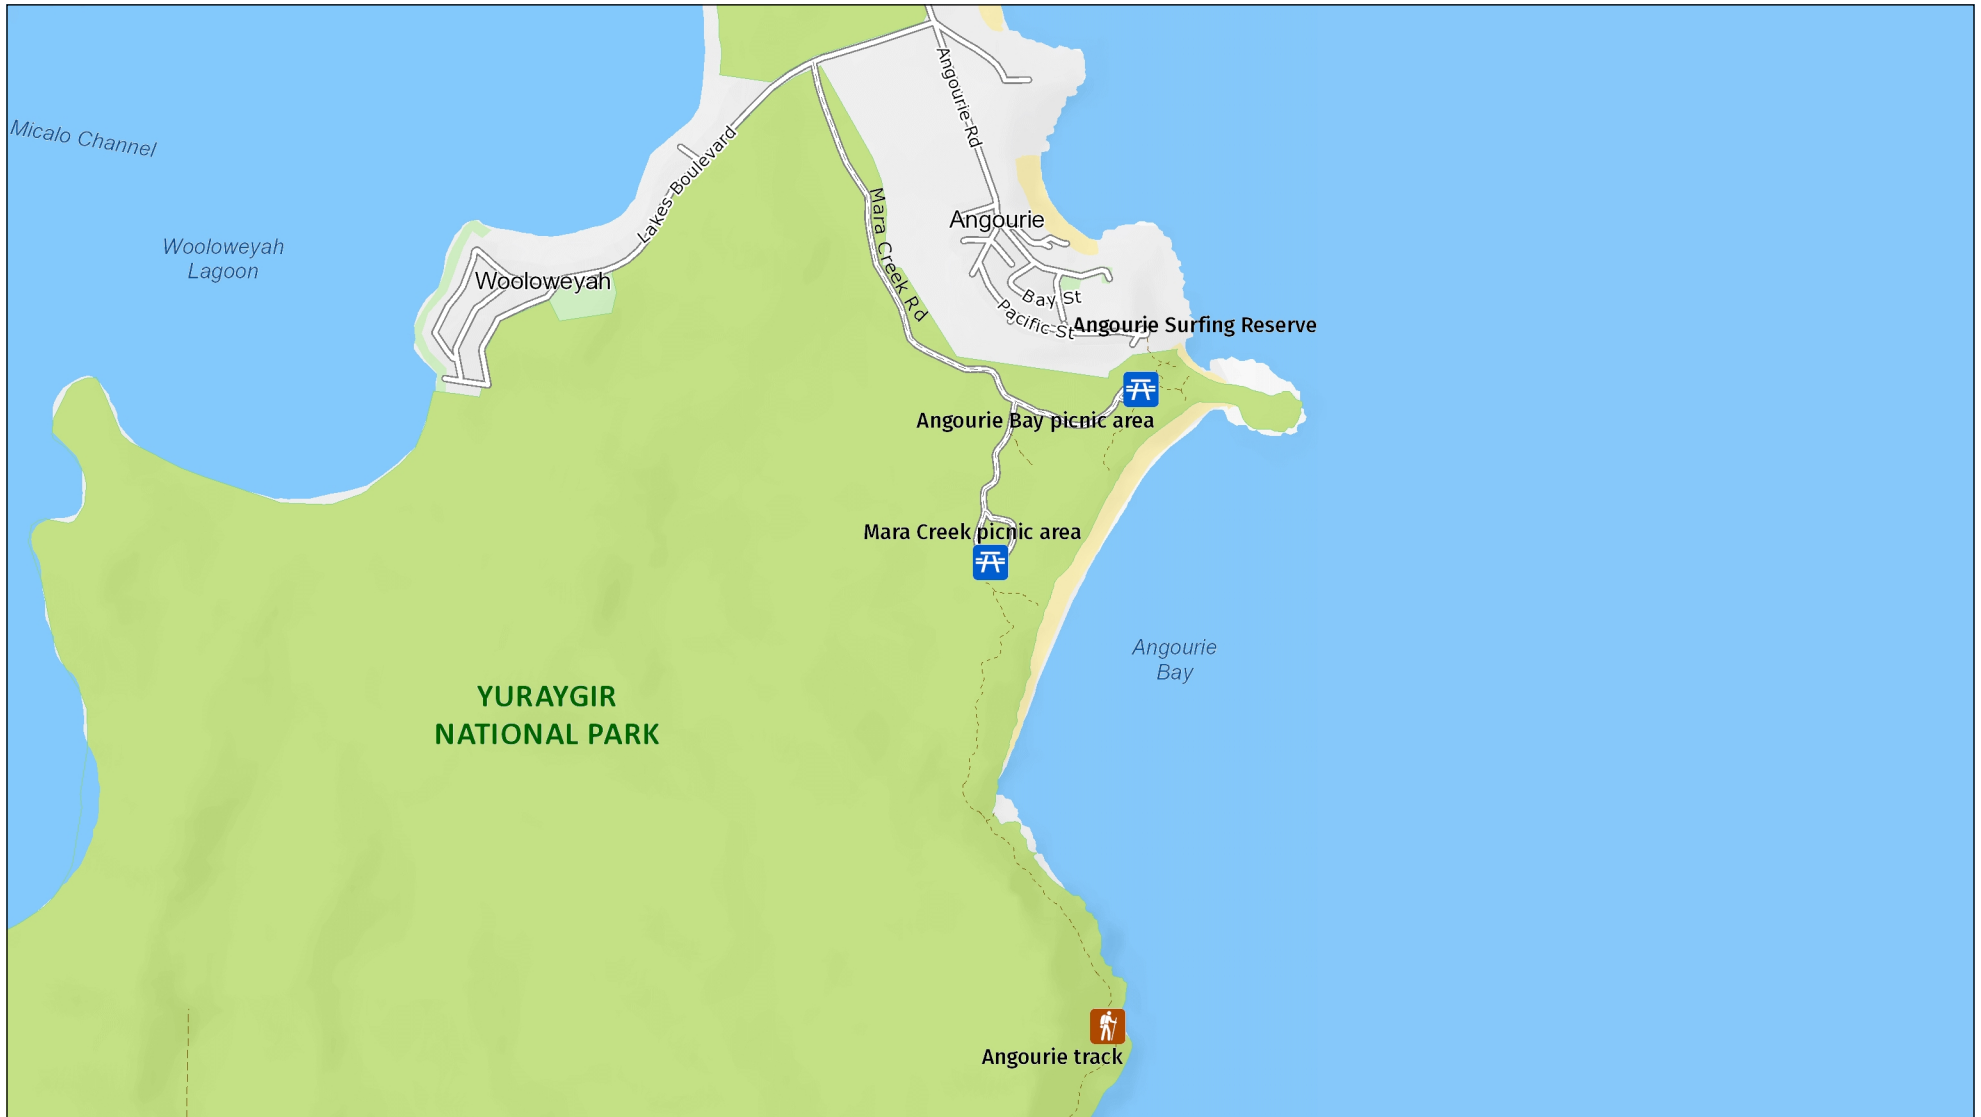 Micalo Channel
Angourie Rd
Lakes Boulevard
Wooloweyah
Lagoon
Mara Creek Rd
Angourie
Wooloweyah
Bay St
Pacific St
Angourie Surfing Reserve
Angourie Bay picnic area
Mara Creek picnic area
Angourie
Bay
YURAYGIR
NATIONAL PARK
Angourie track